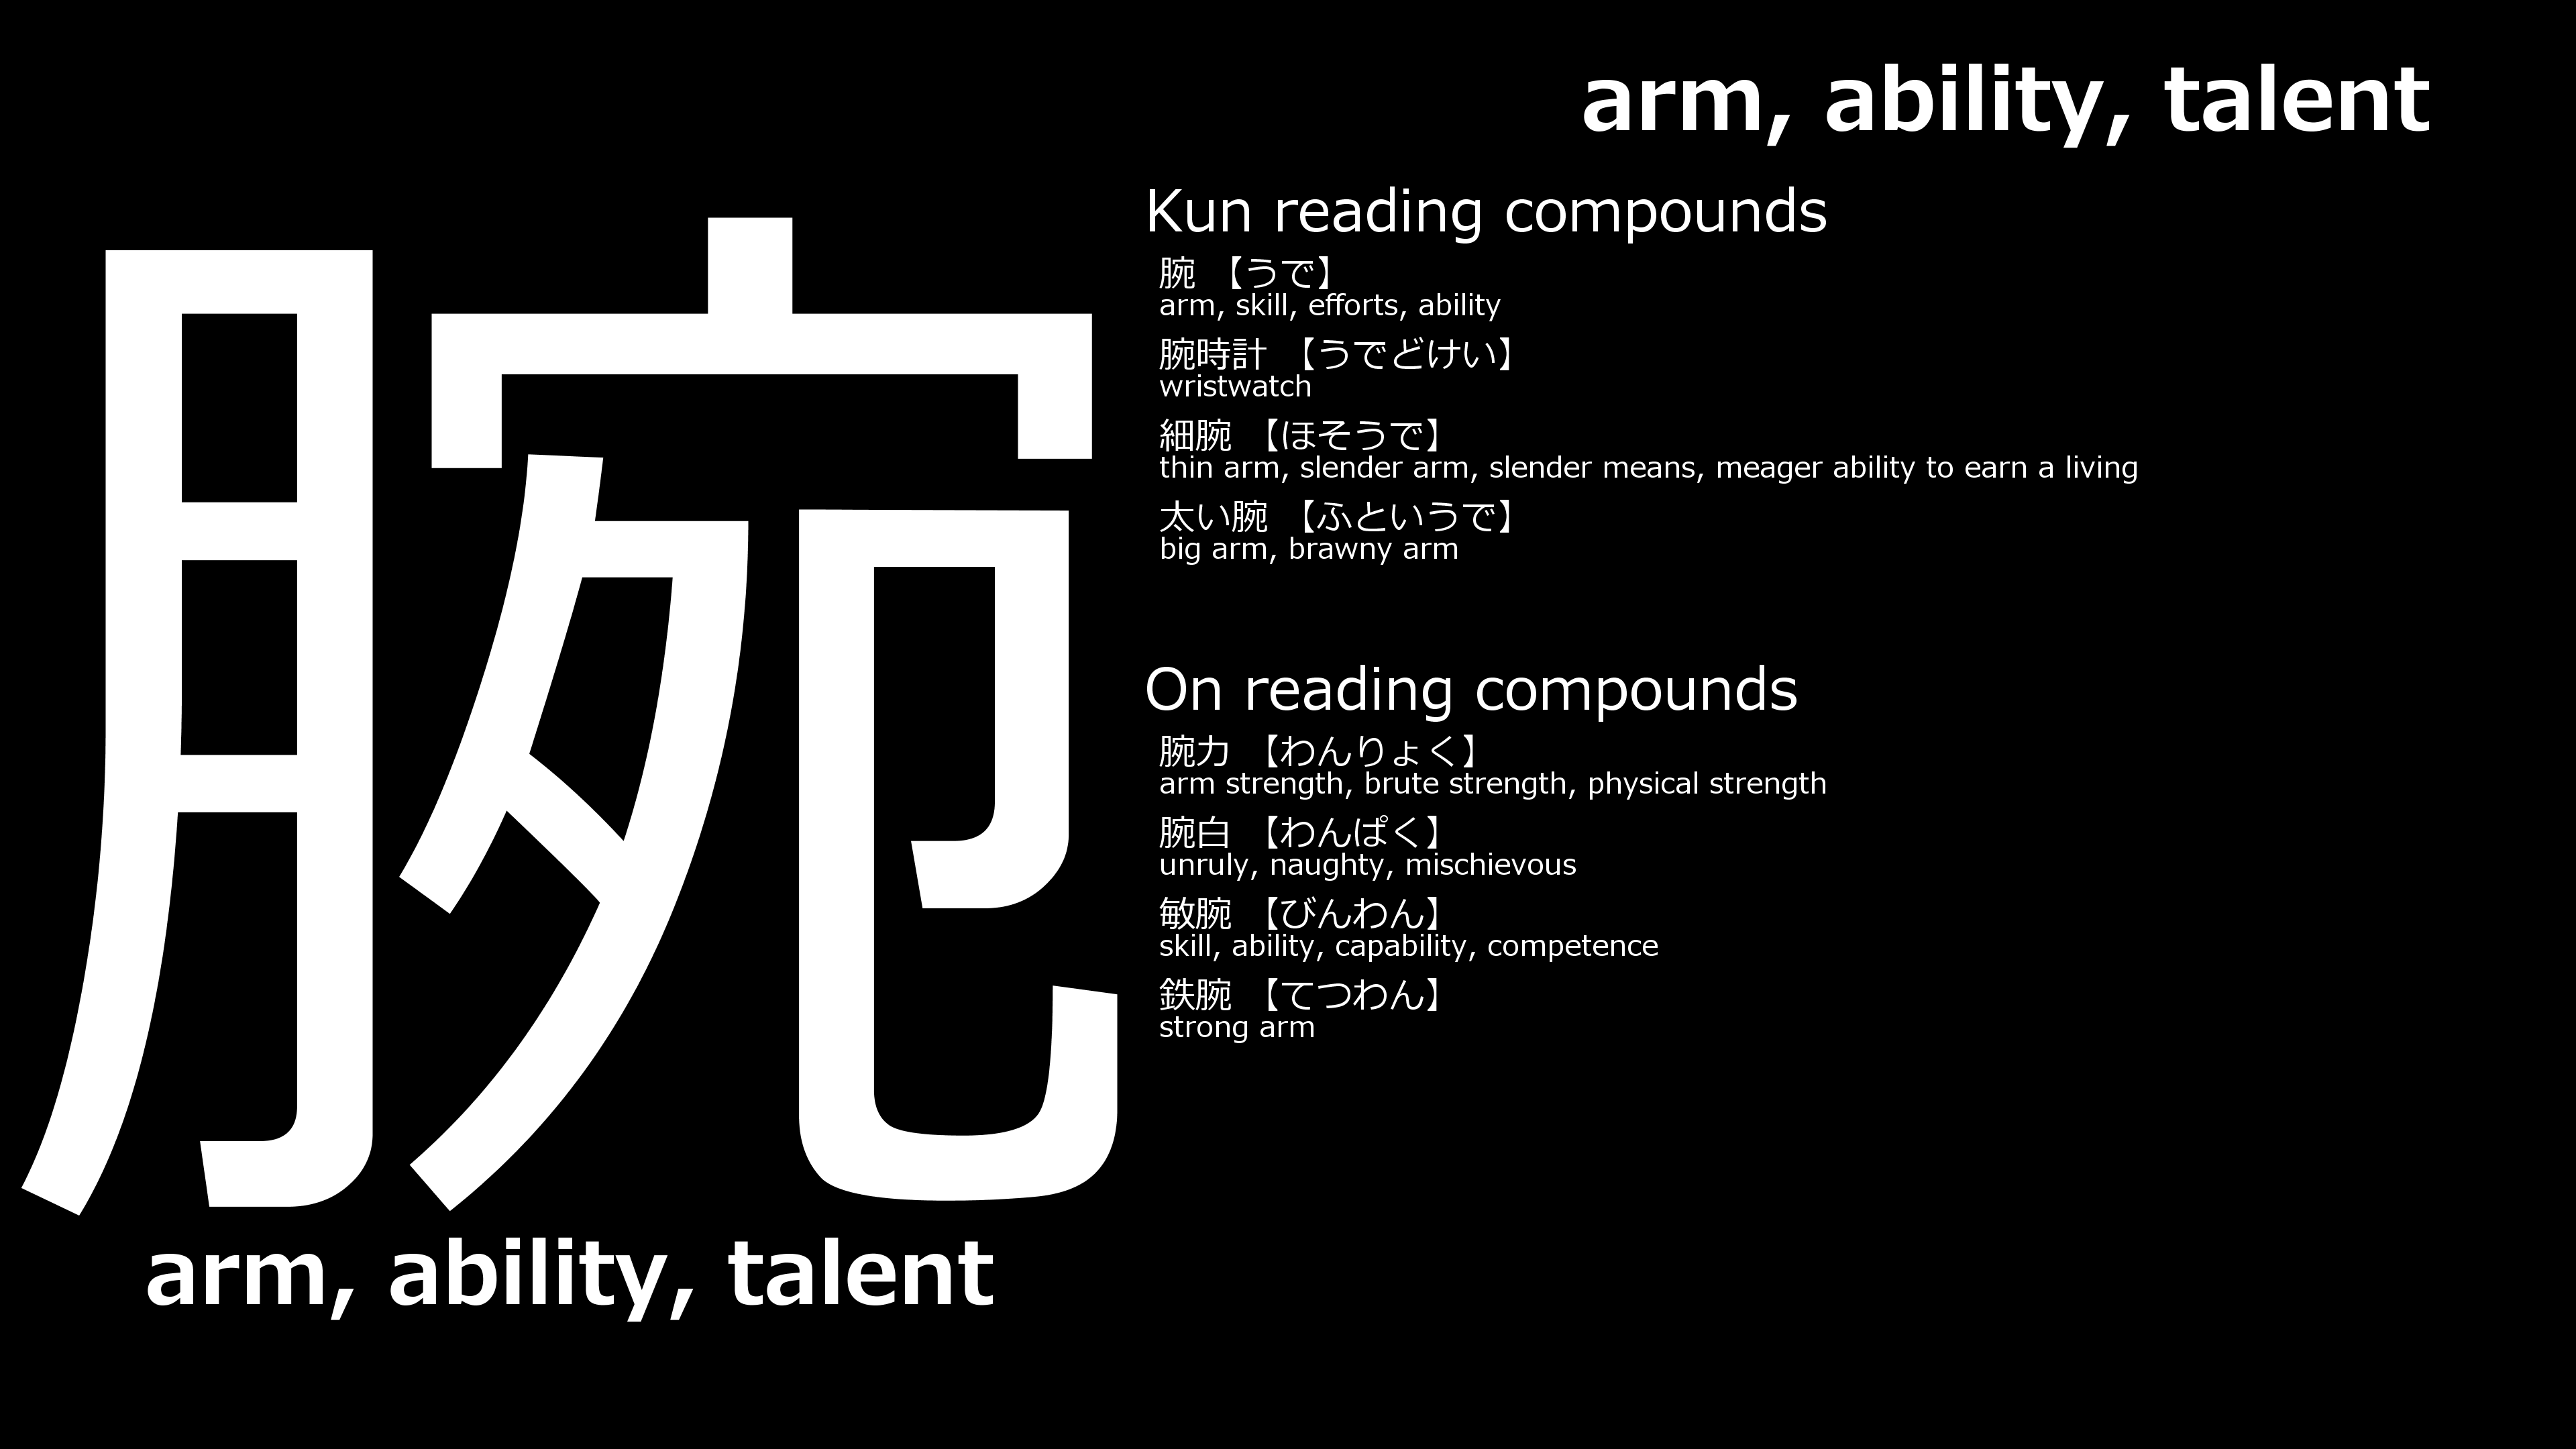 arm, ability, talent
腕
arm, ability, talent
Kun reading compounds
腕 【うで】
arm, skill, efforts, ability
腕時計 【うでどけい】
wristwatch
細腕 【ほそうで】
thin arm, slender arm, slender means, meager ability to earn a living
太い腕 【ふというで】
big arm, brawny arm
On reading compounds
腕力 【わんりょく】
arm strength, brute strength, physical strength
腕白 【わんぱく】
unruly, naughty, mischievous
敏腕 【びんわん】
skill, ability, capability, competence
鉄腕 【てつわん】
strong arm